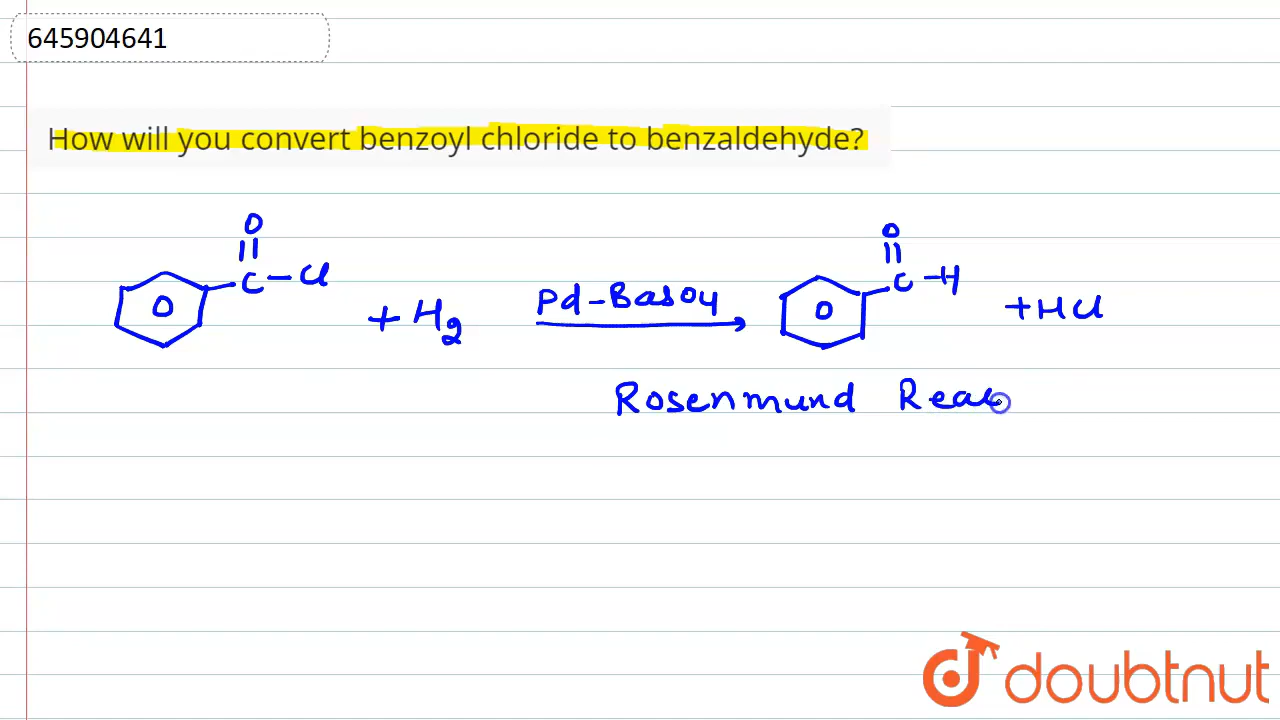 645904641
How will you convert benzoyl chloride to benzaldehyde?
O
||
C-Cl
+ H2
Pd-BaSO4
O
||
C-H
+ HCl
Rosenmund Reac
doubtnut